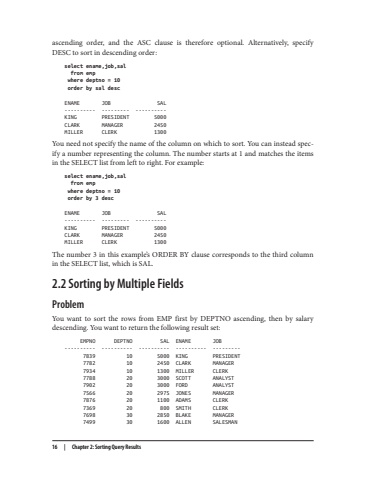 ascending order, and the ASC clause is therefore optional. Alternatively, specify
DESC to sort in descending order:
select ename,job,sal
from emp
where deptno = 10
order by sal desc
ENAME JOB SAL
---------- --------- ----------
KING PRESIDENT 5000
CLARK MANAGER 2450
MILLER CLERK 1300
You need not specify the name of the column on which to sort. You can instead spec-
ify a number representing the column. The number starts at 1 and matches the items
in the SELECT list from left to right. For example:
select ename,job,sal
from emp
where deptno = 10
order by 3 desc
ENAME JOB SAL
---------- --------- ----------
KING PRESIDENT 5000
CLARK MANAGER 2450
MILLER CLERK 1300
The number 3 in this example's ORDER BY clause corresponds to the third column
in the SELECT list, which is SAL.
2.2 Sorting by Multiple Fields
Problem
You want to sort the rows from EMP first by DEPTNO ascending, then by salary
descending. You want to return the following result set:
EMPNO DEPTNO SAL ENAME JOB
---------- ---------- ---------- ---------- ---------
7839 10 5000 KING PRESIDENT
7782 10 2450 CLARK MANAGER
7934 10 1300 MILLER CLERK
7788 20 3000 SCOTT ANALYST
7902 20 3000 FORD ANALYST
7566 20 2975 JONES MANAGER
7876 20 1100 ADAMS CLERK
7369 20 800 SMITH CLERK
7698 30 2850 BLAKE MANAGER
7499 30 1600 ALLEN SALESMAN
16 | Chapter 2: Sorting Query Results